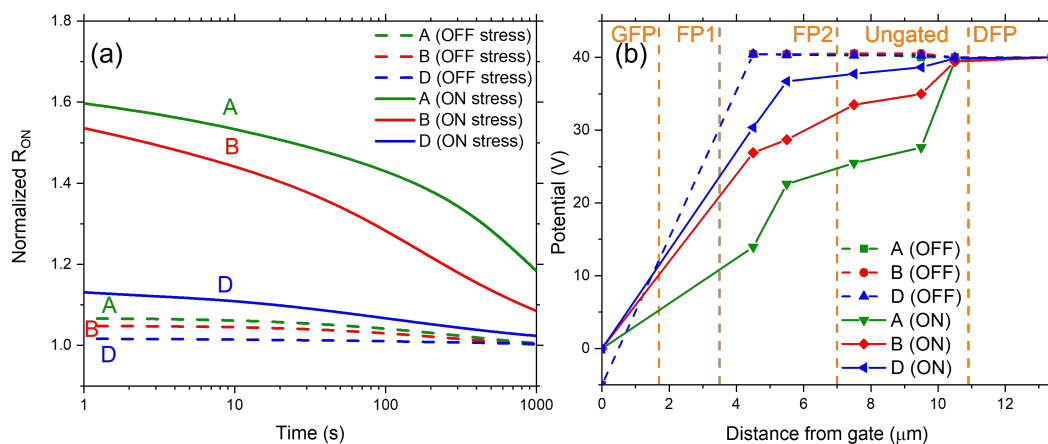 (a)
A (OFF stress)
B (OFF stress)
D (OFF stress)
A (ON stress)
B (ON stress)
D (ON stress)
A
B
D
A
B
D
1.8
1.6
1.4
1.2
1.0
Normalized RON
1
10
100
1000
Time (s)
(b)
GFP
FP1
FP2
Ungated
DFP
A (OFF)
B (OFF)
D (OFF)
A (ON)
B (ON)
D (ON)
40
30
20
10
0
Potential (V)
0
2
4
6
8
10
12
Distance from gate (μm)